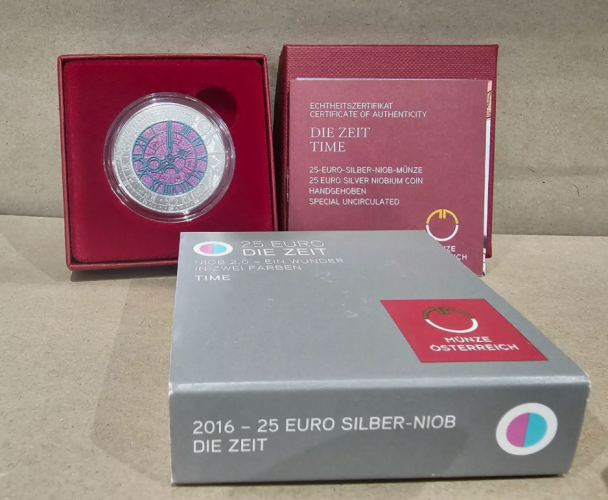 ECHTHEITSZERTIFIKAT
CERTIFICATE OF AUTHENTICITY
DIE ZEIT
TIME
25-EURO-SILBER-NIOB-MÜNZE
25 EURO SILVER NIOBIUM COIN
HANDGEHOBEN
SPECIAL UNCIRCULATED
MÜNZE
REICH
25 EURO
DIE ZEIT
NIOB 2.0 – EIN WUNDER
IN ZWEI FARBEN
TIME
MÜNZE
ÖSTERREICH
2016 – 25 EURO SILBER-NIOB
DIE ZEIT